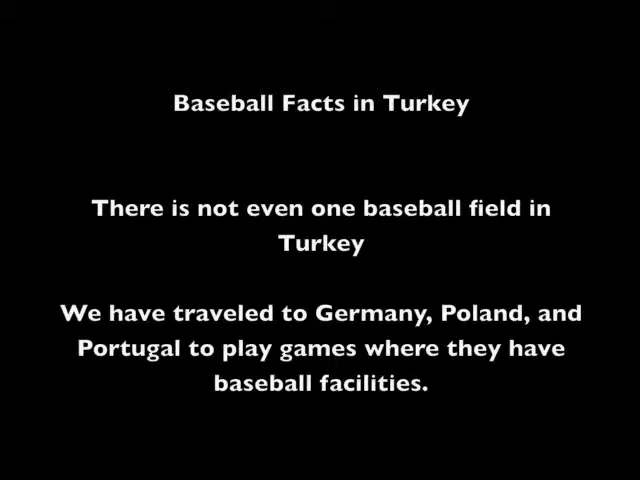 Baseball Facts in Turkey
There is not even one baseball field in
Turkey
We have traveled to Germany, Poland, and
Portugal to play games where they have
baseball facilities.